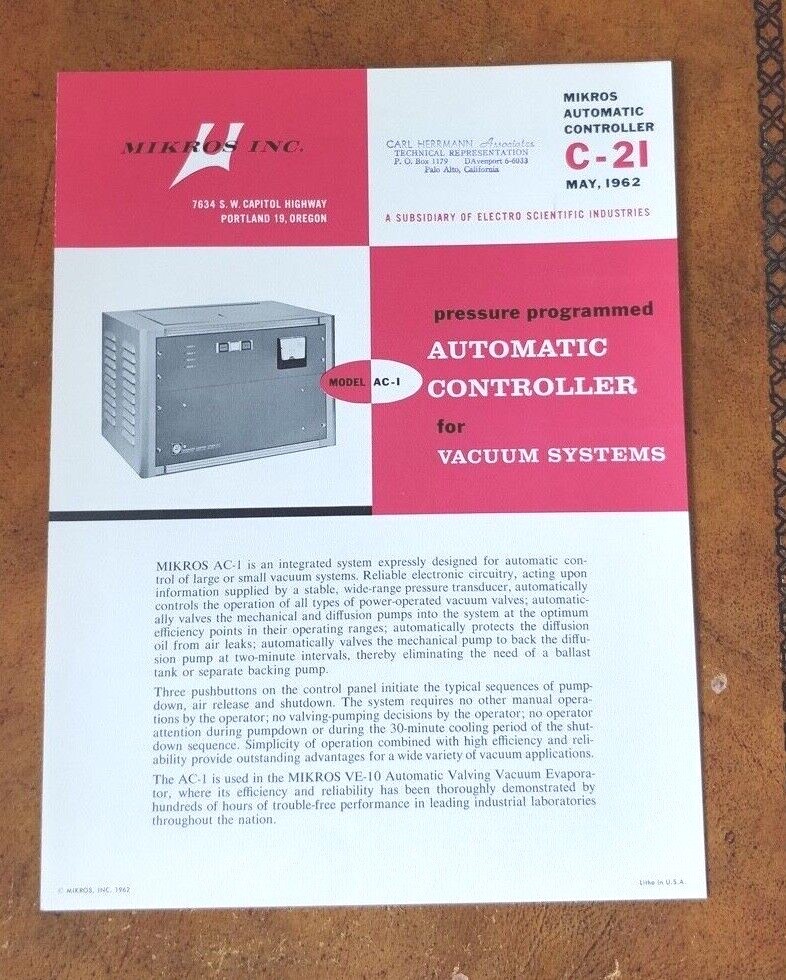 MIKROS INC.
7634 S. W. CAPITOL HIGHWAY
PORTLAND 19, OREGON
CARL HERRMANN Associates
TECHNICAL REPRESENTATION
P. O. Box 1179 DAvenport 6-6033
Palo Alto, California
MIKROS
AUTOMATIC
CONTROLLER
C-21
MAY, 1962
A SUBSIDIARY OF ELECTRO SCIENTIFIC INDUSTRIES
MODEL AC-1
pressure programmed
AUTOMATIC
CONTROLLER
for
VACUUM SYSTEMS
MIKROS AC-1 is an integrated system expressly designed for automatic con-
trol of large or small vacuum systems. Reliable electronic circuitry, acting upon
information supplied by a stable, wide-range pressure transducer, automatically
controls the operation of all types of power-operated vacuum valves; automatic-
ally valves the mechanical and diffusion pumps into the system at the optimum
efficiency points in their operating ranges; automatically protects the diffusion
oil from air leaks; automatically valves the mechanical pump to back the diffu-
sion pump at two-minute intervals, thereby eliminating the need of a ballast
tank or separate backing pump.
Three pushbuttons on the control panel initiate the typical sequences of pump-
down, air release and shutdown. The system requires no other manual opera-
tions by the operator; no valving-pumping decisions by the operator; no operator
attention during pumpdown or during the 30-minute cooling period of the shut-
down sequence. Simplicity of operation combined with high efficiency and reli-
ability provide outstanding advantages for a wide variety of vacuum applications.
The AC-1 is used in the MIKROS VE-10 Automatic Valving Vacuum Evapora-
tor, where its efficiency and reliability has been thoroughly demonstrated by
hundreds of hours of trouble-free performance in leading industrial laboratories
throughout the nation.
© MIKROS, INC. 1962
Litho in U.S.A.